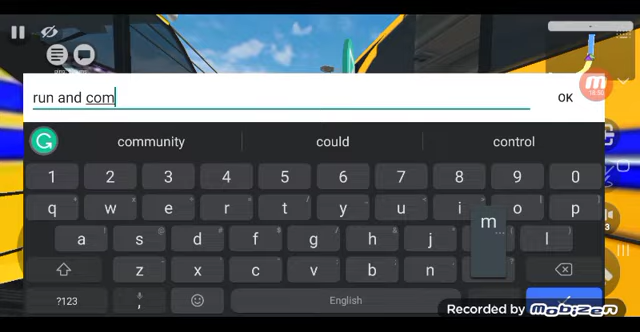 run and com
OK
community could control
1 2 3 4 5 6 7 8 9 0
q w e r t y u i o p
a s d f g h j m l
z x c v b n
?123 , English
Recorded by MOBIZEN